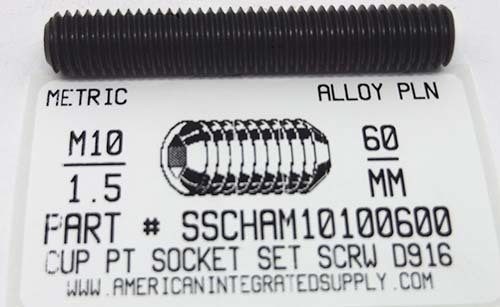 METRIC ALLOY PLN
M10 60
1.5 MM
PART # SSCHAM10100600
CUP PT SOCKET SET SCRW D916
WWW.AMERICANINTEGRATEDSUPPLY.COM